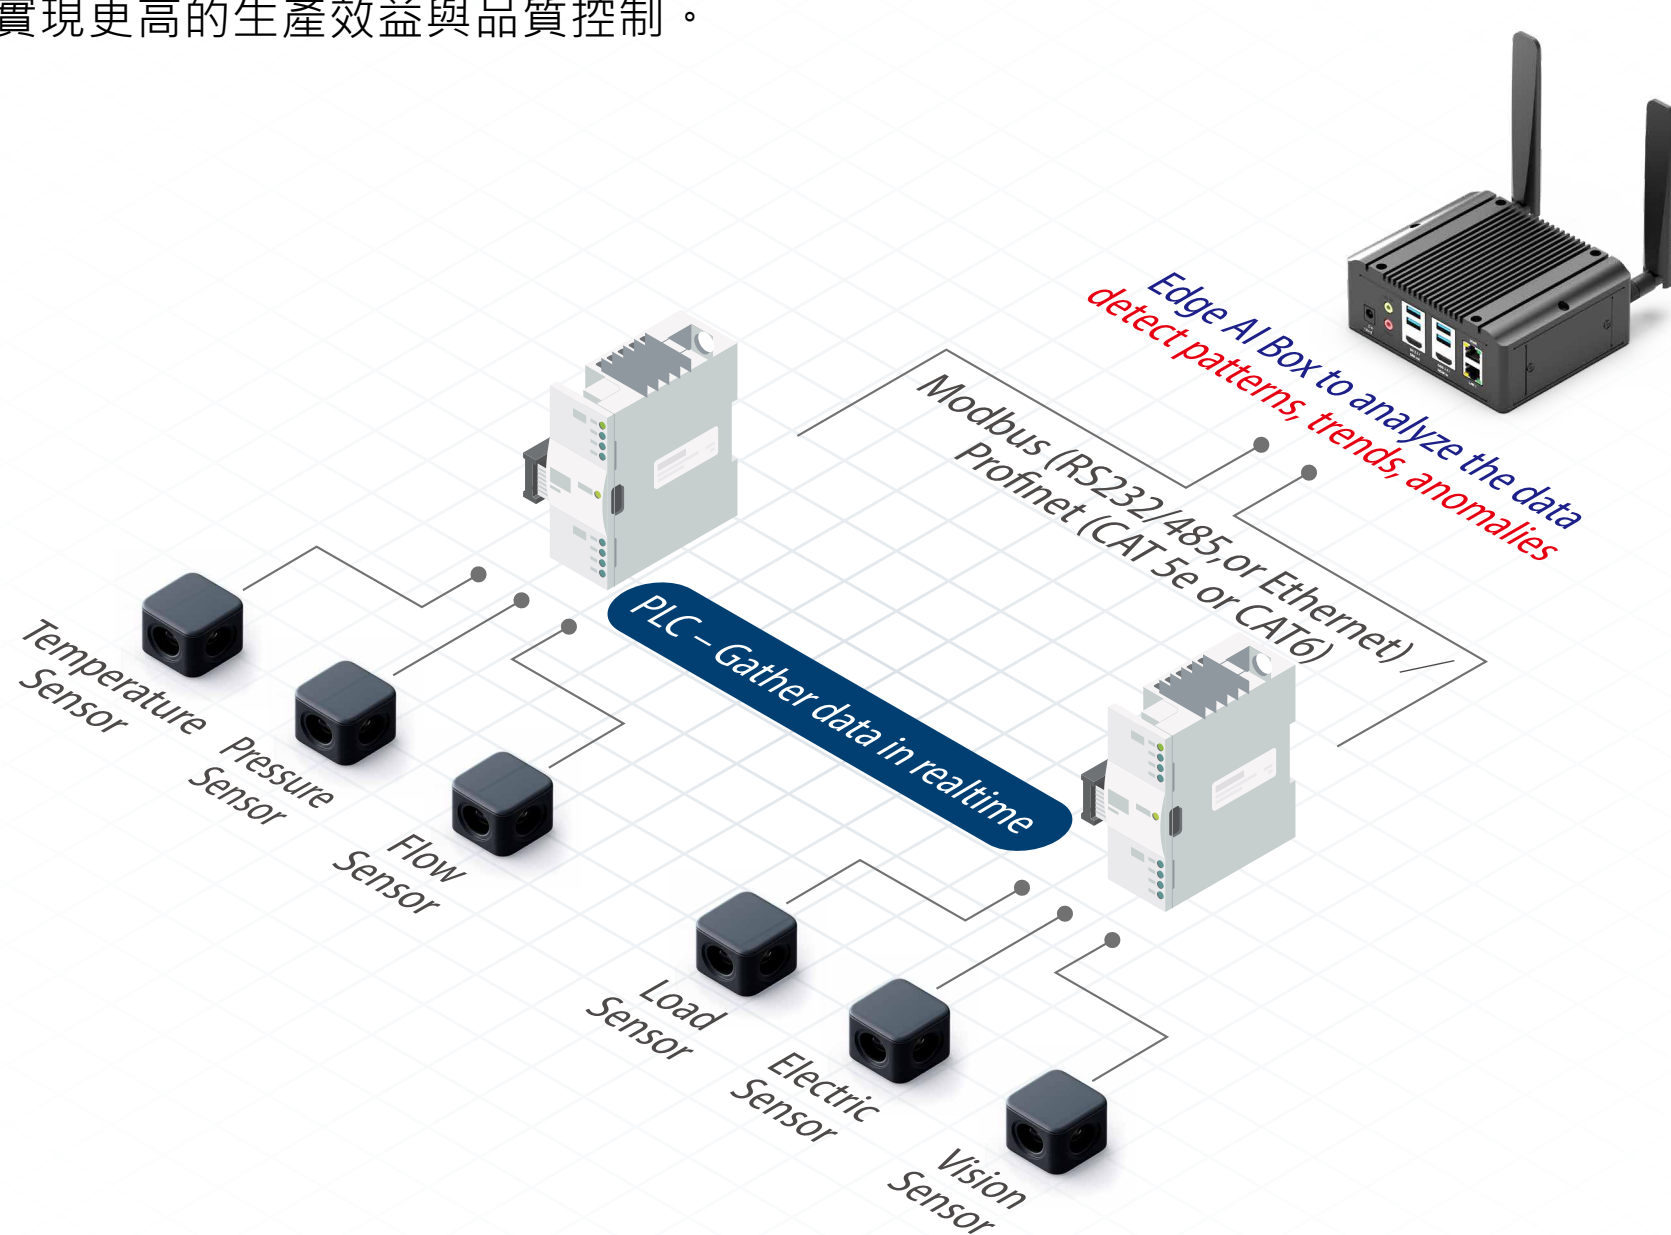 實現更高的生產效益與品質控制。
Edge AI Box to analyze the data
detect patterns, trends, anomalies
Modbus (RS232/485,or Ethernet) /
Profinet (CAT 5e or CAT6)
PLC – Gather data in realtime
Temperature
Sensor
Pressure
Sensor
Flow
Sensor
Load
Sensor
Electric
Sensor
Vision
Sensor